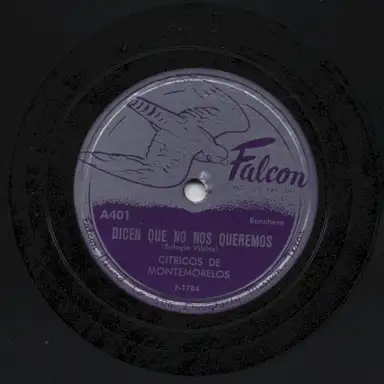 Falcon
A401
Ranchera
DICEN QUE NO NOS QUEREMOS
CITRICOS DE
MONTEMORELOS
F-1784